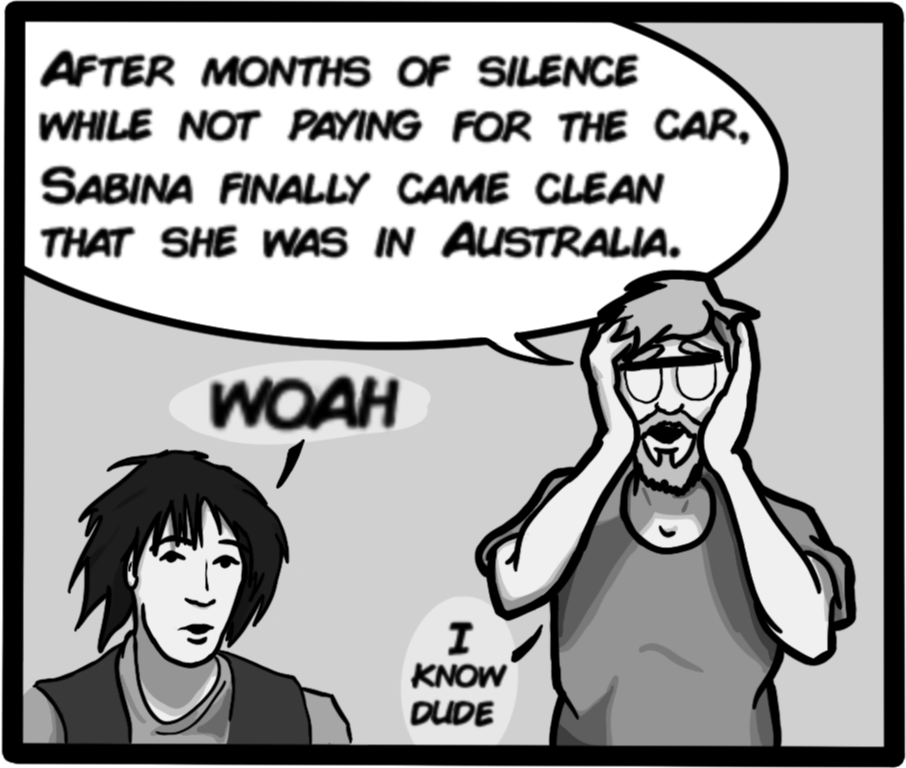 AFTER MONTHS OF SILENCE
WHILE NOT PAYING FOR THE CAR,
SABINA FINALLY CAME CLEAN
THAT SHE WAS IN AUSTRALIA.
WOAH
I
KNOW
DUDE